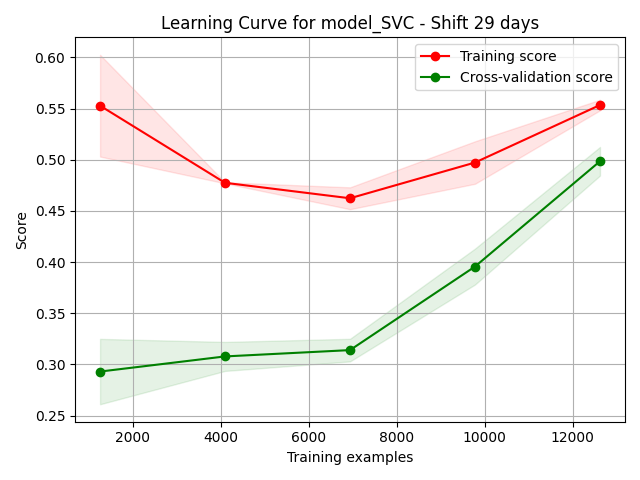 Learning Curve for model_SVC - Shift 29 days
Training score
Cross-validation score
0.60
0.55
0.50
0.45
0.40
0.35
0.30
0.25
Score
2000 4000 6000 8000 10000 12000
Training examples